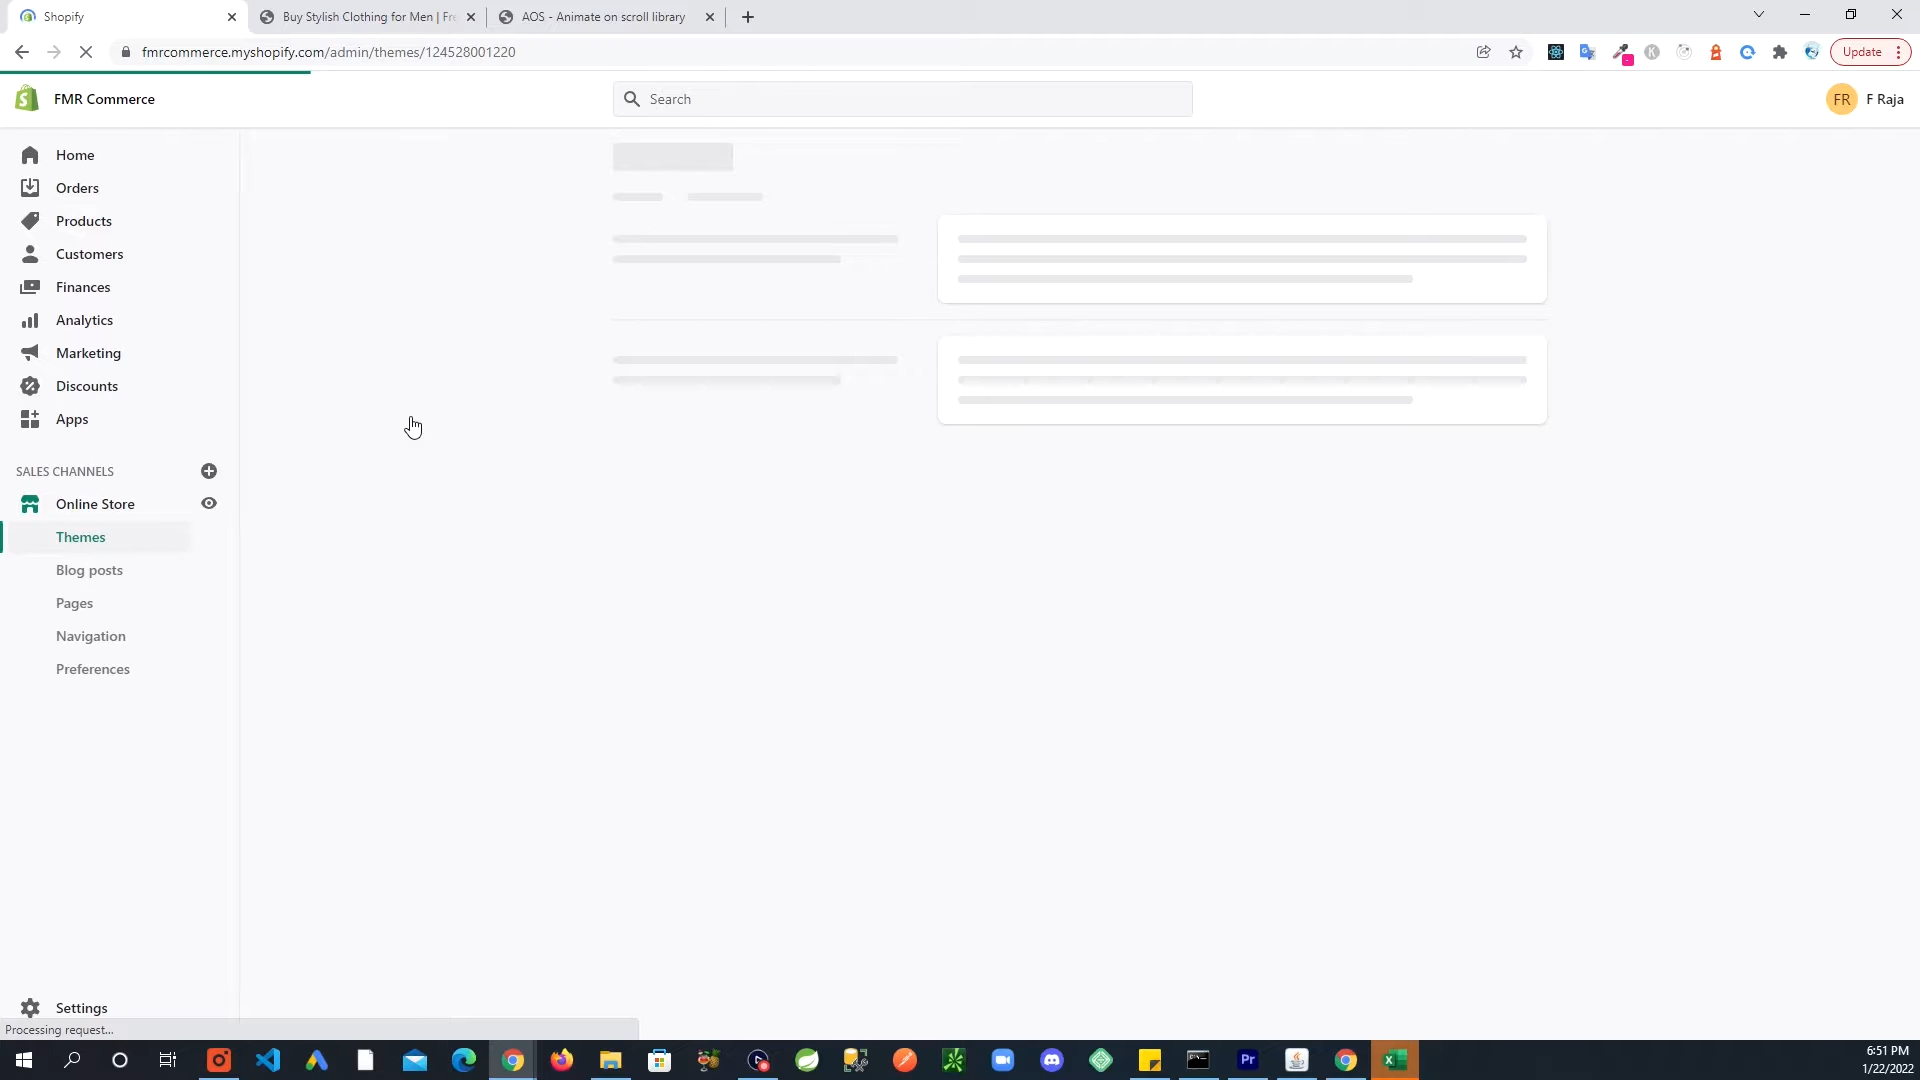 Shopify
Buy Stylish Clothing for Men | Fre
AOS - Animate on scroll library
fmrcommerce.myshopify.com/admin/themes/124528001220
Update
FMR Commerce
Search
FR
F Raja
Home
Orders
Products
Customers
Finances
Analytics
Marketing
Discounts
Apps
SALES CHANNELS
Online Store
Themes
Blog posts
Pages
Navigation
Preferences
Settings
Processing request...
6:51 PM
1/22/2022